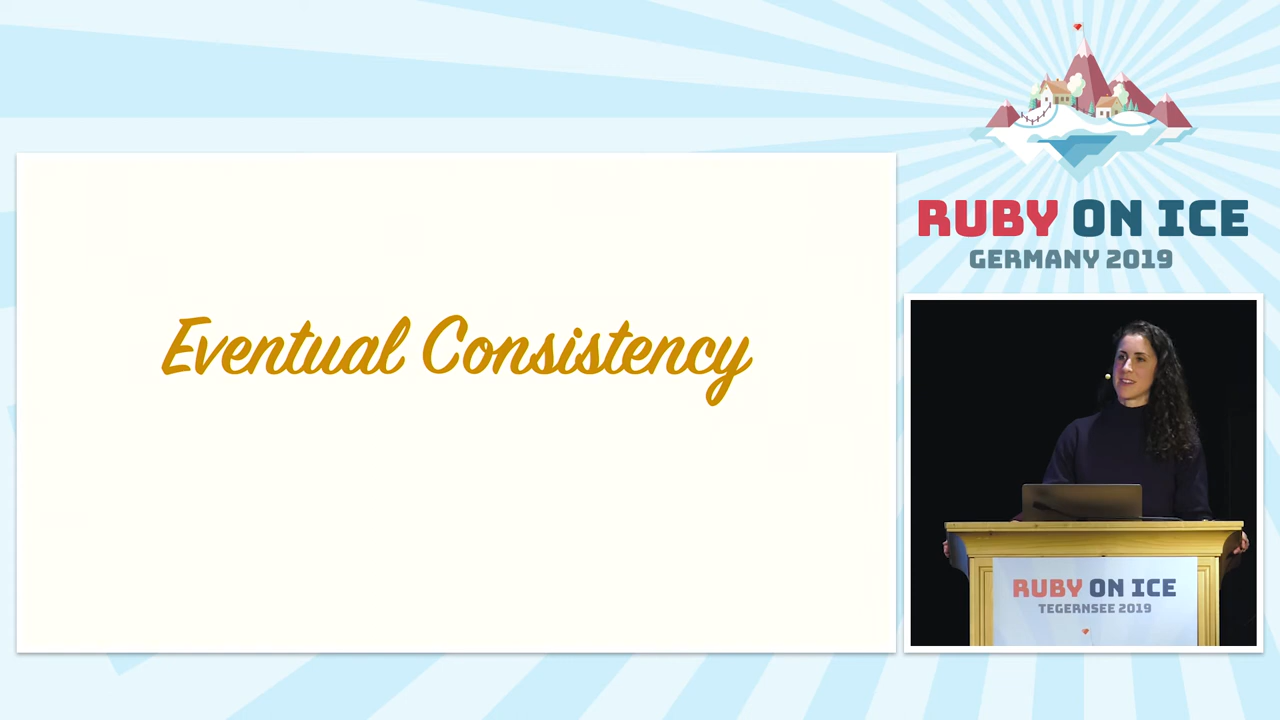 Eventual Consistency
RUBY ON ICE
GERMANY 2019
RUBY ON ICE
TEGERNSEE 2019